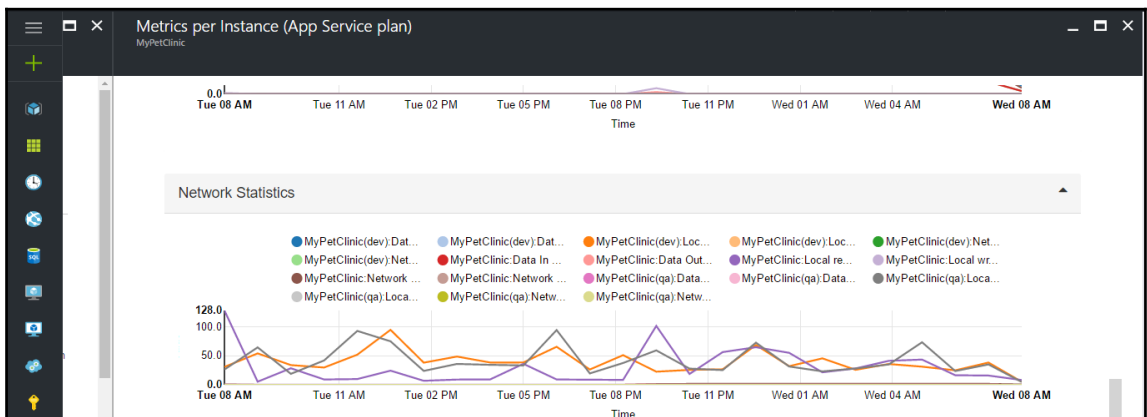 Metrics per Instance (App Service plan)
MyPetClinic
0.0
Tue 08 AM Tue 11 AM Tue 02 PM Tue 05 PM Tue 08 PM Tue 11 PM Wed 01 AM Wed 04 AM Wed 08 AM
Time
Network Statistics
MyPetClinic(dev):Dat... MyPetClinic(dev):Dat... MyPetClinic(dev):Loc... MyPetClinic(dev):Loc... MyPetClinic(dev):Net...
MyPetClinic(dev):Net... MyPetClinic:Data In ... MyPetClinic:Data Out... MyPetClinic:Local re... MyPetClinic:Local wr...
MyPetClinic:Network ... MyPetClinic:Network ... MyPetClinic(qa):Data... MyPetClinic(qa):Data... MyPetClinic(qa):Loca...
MyPetClinic(qa):Loca... MyPetClinic(qa):Netw... MyPetClinic(qa):Netw...
128.0
100.0
50.0
0.0
Tue 08 AM Tue 11 AM Tue 02 PM Tue 05 PM Tue 08 PM Tue 11 PM Wed 01 AM Wed 04 AM Wed 08 AM
Time
SQL